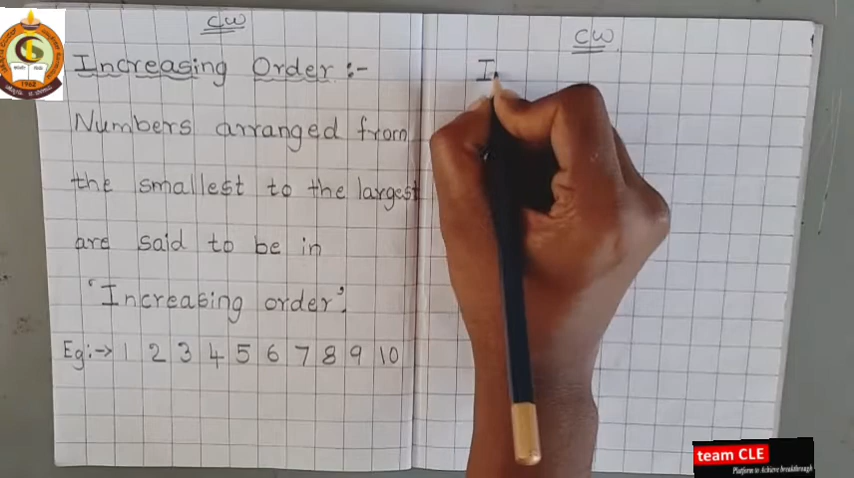 CW
Increasing Order :-
Numbers arranged from
the smallest to the largest
are said to be in
'Increasing order'.
Eg:-> 1 2 3 4 5 6 7 8 9 10
CW.
I
1962
team CLE
Platform to Achieve breakthrough